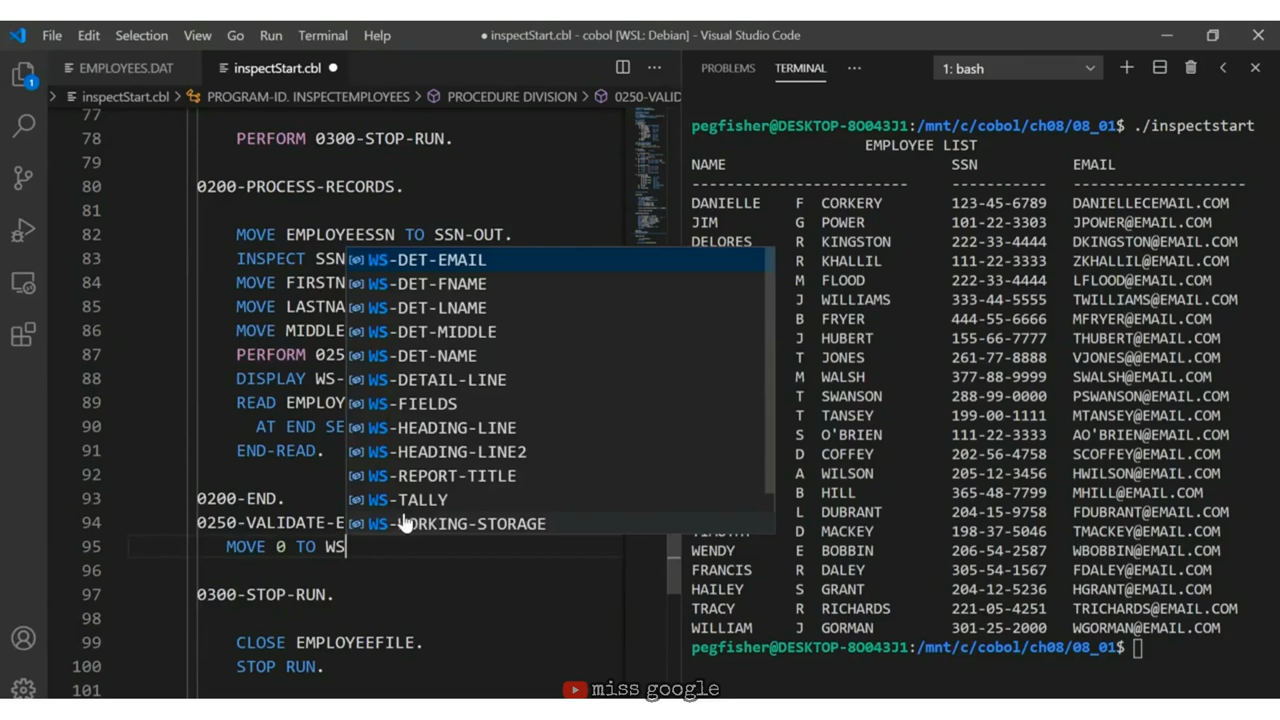 File Edit Selection View Go Run Terminal Help ● inspectStart.cbl - cobol [WSL: Debian] - Visual Studio Code
EMPLOYEES.DAT inspectStart.cbl ●
inspectStart.cbl > PROGRAM-ID. INSPECTEMPLOYEES > PROCEDURE DIVISION > 0250-VALID
77
78 PERFORM 0300-STOP-RUN.
79
80 0200-PROCESS-RECORDS.
81
82 MOVE EMPLOYEESSN TO SSN-OUT.
83 INSPECT SSN
84 MOVE FIRSTN
85 MOVE LASTNA
86 MOVE MIDDLE
87 PERFORM 025
88 DISPLAY WS-
89 READ EMPLOY
90 AT END SE
91 END-READ.
92
93 0200-END.
94 0250-VALIDATE-E
95 MOVE 0 TO WS
96
97 0300-STOP-RUN.
98
99 CLOSE EMPLOYEEFILE.
100 STOP RUN.
101
WS-DET-EMAIL
WS-DET-FNAME
WS-DET-LNAME
WS-DET-MIDDLE
WS-DET-NAME
WS-DETAIL-LINE
WS-FIELDS
WS-HEADING-LINE
WS-HEADING-LINE2
WS-REPORT-TITLE
WS-TALLY
WS-WORKING-STORAGE
PROBLEMS TERMINAL ··· 1: bash
pegfisher@DESKTOP-8O043J1:/mnt/c/cobol/ch08/08_01$ ./inspectstart
EMPLOYEE LIST
NAME SSN EMAIL
------------------------ ----------- -------------------
DANIELLE F CORKERY 123-45-6789 DANIELLECEMAIL.COM
JIM G POWER 101-22-3303 JPOWER@EMAIL.COM
DELORES R KINGSTON 222-33-4444 DKINGSTON@EMAIL.COM
R KHALLIL 111-22-3333 ZKHALLIL@EMAIL.COM
M FLOOD 222-33-4444 LFLOOD@EMAIL.COM
J WILLIAMS 333-44-5555 TWILLIAMS@EMAIL.COM
B FRYER 444-55-6666 MFRYER@EMAIL.COM
J HUBERT 155-66-7777 THUBERT@EMAIL.COM
T JONES 261-77-8888 VJONES@@EMAIL.COM
M WALSH 377-88-9999 SWALSH@EMAIL.COM
T SWANSON 288-99-0000 PSWANSON@EMAIL.COM
T TANSEY 199-00-1111 MTANSEY@EMAIL.COM
S O'BRIEN 111-22-3333 AO'BRIEN@EMAIL.COM
D COFFEY 202-56-4758 SCOFFEY@EMAIL.COM
A WILSON 205-12-3456 HWILSON@EMAIL.COM
B HILL 365-48-7799 MHILL@EMAIL.COM
L DUBRANT 204-15-9758 FDUBRANT@EMAIL.COM
D MACKEY 198-37-5046 TMACKEY@EMAIL.COM
WENDY E BOBBIN 206-54-2587 WBOBBIN@EMAIL.COM
FRANCIS R DALEY 305-54-1567 FDALEY@EMAIL.COM
HAILEY S GRANT 204-12-5236 HGRANT@EMAIL.COM
TRACY R RICHARDS 221-05-4251 TRICHARDS@EMAIL.COM
WILLIAM J GORMAN 301-25-2000 WGORMAN@EMAIL.COM
pegfisher@DESKTOP-8O043J1:/mnt/c/cobol/ch08/08_01$
miss google